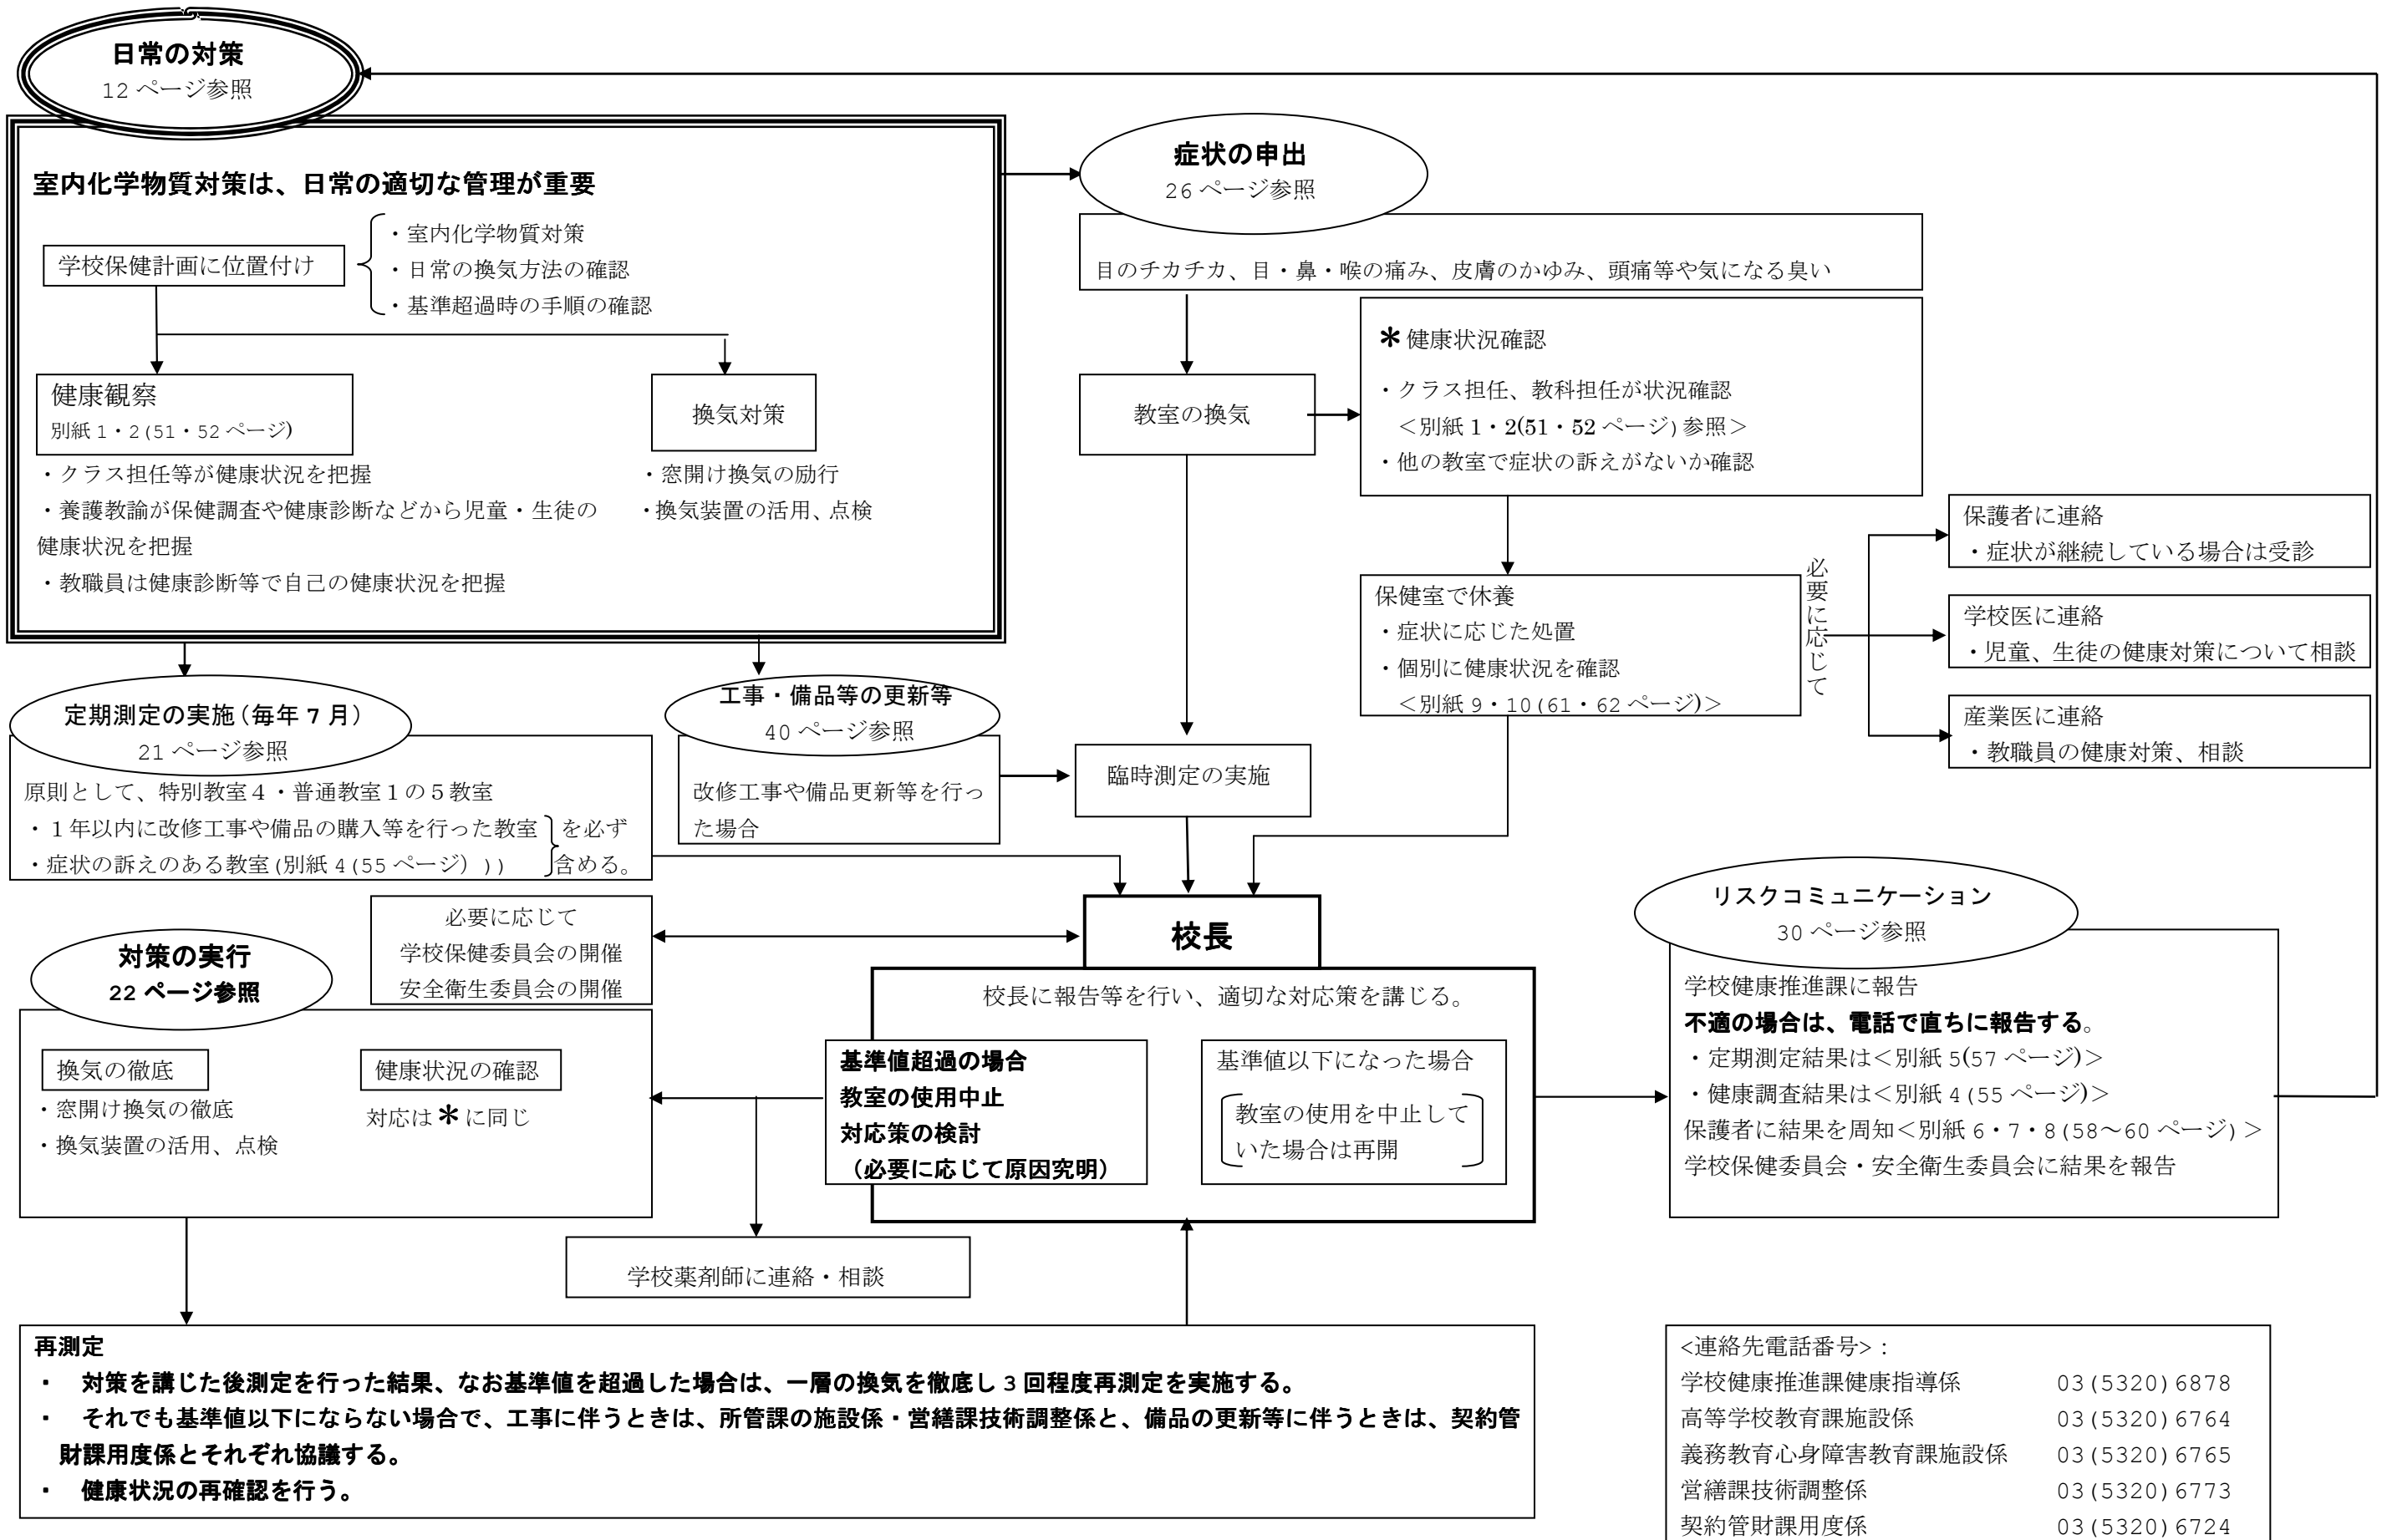 日常の対策
12 ページ参照
室内化学物質対策は、日常の適切な管理が重要
学校保健計画に位置付け
・室内化学物質対策
・日常の換気方法の確認
・基準超過時の手順の確認
健康観察
別紙 1・2(51・52 ページ)
・クラス担任等が健康状況を把握
・養護教諭が保健調査や健康診断などから児童・生徒の
健康状況を把握
・教職員は健康診断等で自己の健康状況を把握
換気対策
・窓開け換気の励行
・換気装置の活用、点検
症状の申出
26 ページ参照
目のチカチカ、目・鼻・喉の痛み、皮膚のかゆみ、頭痛等や気になる臭い
教室の換気
＊健康状況確認
・クラス担任、教科担任が状況確認
＜別紙 1・2(51・52 ページ)参照＞
・他の教室で症状の訴えがないか確認
保健室で休養
・症状に応じた処置
・個別に健康状況を確認
＜別紙 9・10(61・62 ページ)＞
必要に応じて
保護者に連絡
・症状が継続している場合は受診
学校医に連絡
・児童、生徒の健康対策について相談
産業医に連絡
・教職員の健康対策、相談
定期測定の実施(毎年 7 月)
21 ページ参照
原則として、特別教室４・普通教室１の５教室
・１年以内に改修工事や備品の購入等を行った教室
・症状の訴えのある教室(別紙 4(55 ページ）))
を必ず
含める。
工事・備品等の更新等
40 ページ参照
改修工事や備品更新等を行っ
た場合
臨時測定の実施
必要に応じて
学校保健委員会の開催
安全衛生委員会の開催
校長
校長に報告等を行い、適切な対応策を講じる。
基準値超過の場合
教室の使用中止
対応策の検討
（必要に応じて原因究明）
基準値以下になった場合
教室の使用を中止して
いた場合は再開
対策の実行
22 ページ参照
換気の徹底
・窓開け換気の徹底
・換気装置の活用、点検
健康状況の確認
対応は＊に同じ
学校薬剤師に連絡・相談
リスクコミュニケーション
30 ページ参照
学校健康推進課に報告
不適の場合は、電話で直ちに報告する。
・定期測定結果は＜別紙 5(57 ページ)＞
・健康調査結果は＜別紙 4(55 ページ)＞
保護者に結果を周知＜別紙 6・7・8(58～60 ページ)＞
学校保健委員会・安全衛生委員会に結果を報告
再測定
・　対策を講じた後測定を行った結果、なお基準値を超過した場合は、一層の換気を徹底し 3 回程度再測定を実施する。
・　それでも基準値以下にならない場合で、工事に伴うときは、所管課の施設係・営繕課技術調整係と、備品の更新等に伴うときは、契約管
財課用度係とそれぞれ協議する。
・　健康状況の再確認を行う。
<連絡先電話番号>：
学校健康推進課健康指導係　03(5320)6878
高等学校教育課施設係　03(5320)6764
義務教育心身障害教育課施設係　03(5320)6765
営繕課技術調整係　03(5320)6773
契約管財課用度係　03(5320)6724